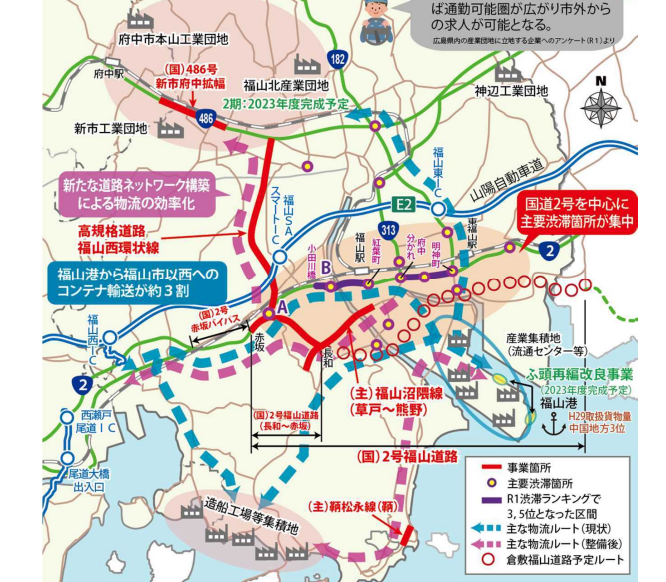 ば通勤可能圏が広がり市外から
の求人が可能となる。
広島県内の産業団地に立地する企業へのアンケート(R1)より
府中市本山工業団地
府中駅
(国)486号
新市府中拡幅
182
福山北産業団地
2期：2023年度完成予定
神辺工業団地
486
新市工業団地
N
新たな道路ネットワーク構築
による物流の効率化
福山SA
スマートIC
福山東IC
山陽自動車道
E2
国道2号を中心に
主要渋滞箇所が集中
高規格道路
福山西環状線
313
福山駅
東福山駅
小田川橋
紅葉町
府中分かれ
明神町
2
福山港から福山市以西への
コンテナ輸送が約3割
B
A
(国)2号
赤坂バイパス
福山西IC
赤坂
長和
産業集積地
(流通センター等)
2
(主)福山沼隈線
(草戸～熊野)
ふ頭再編改良事業
(2023年度完成予定)
福山港
H29取扱貨物量
中国地方3位
西瀬戸
尾道IC
(国)2号福山道路
(長和～赤坂)
(国)2号福山道路
尾道大橋
出入口
造船工場等集積地
(主)鞆松永線(鞆)
事業箇所
主要渋滞箇所
R1渋滞ランキングで
3,5位となった区間
主な物流ルート(現状)
主な物流ルート(整備後)
倉敷福山道路予定ルート